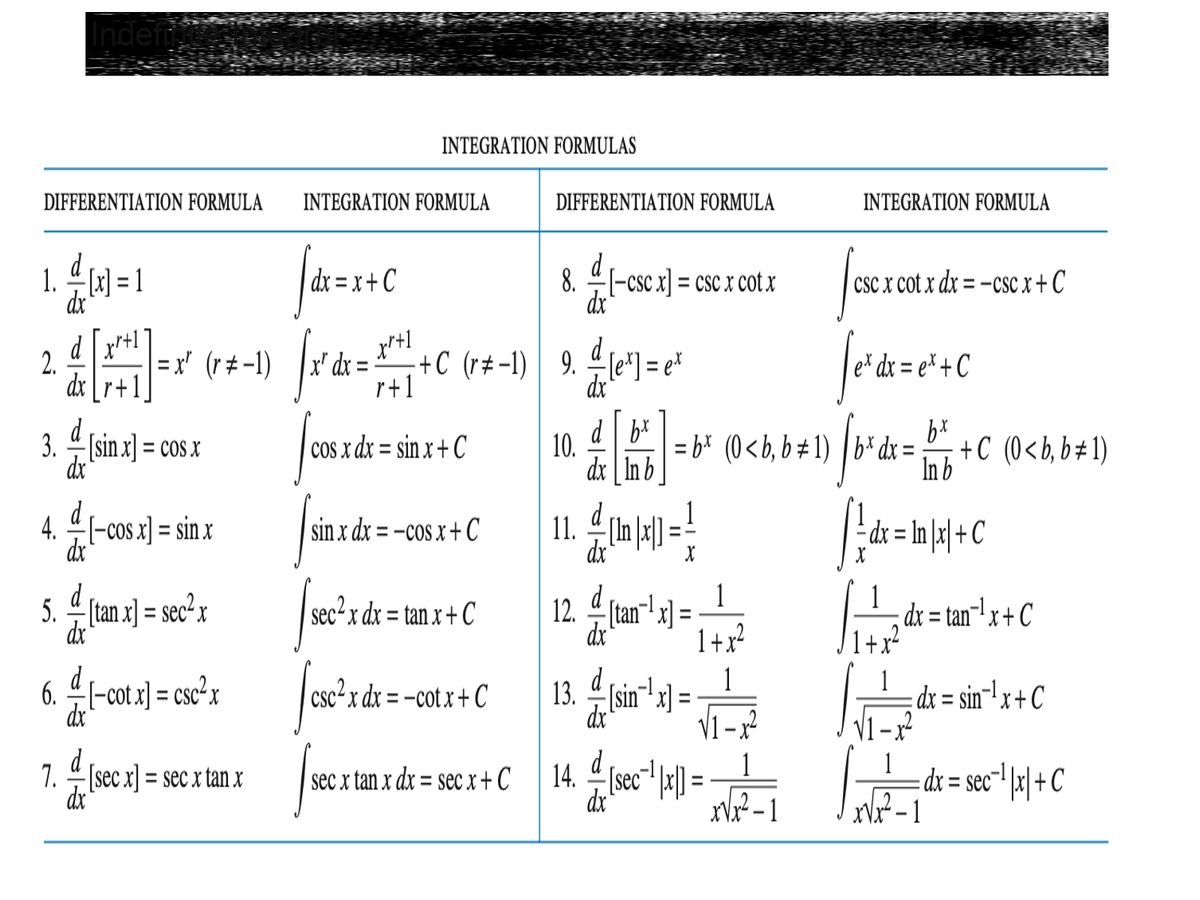 Indefinite Integral
INTEGRATION FORMULAS
DIFFERENTIATION FORMULA INTEGRATION FORMULA DIFFERENTIATION FORMULA INTEGRATION FORMULA
1. d/dx [x] = 1 ∫ dx = x + C
2. d/dx [x^(r+1)/(r+1)] = x^r (r ≠ −1) ∫ x^r dx = x^(r+1)/(r+1) + C (r ≠ −1)
3. d/dx [sin x] = cos x ∫ cos x dx = sin x + C
4. d/dx [−cos x] = sin x ∫ sin x dx = −cos x + C
5. d/dx [tan x] = sec² x ∫ sec² x dx = tan x + C
6. d/dx [−cot x] = csc² x ∫ csc² x dx = −cot x + C
7. d/dx [sec x] = sec x tan x ∫ sec x tan x dx = sec x + C
8. d/dx [−csc x] = csc x cot x ∫ csc x cot x dx = −csc x + C
9. d/dx [e^x] = e^x ∫ e^x dx = e^x + C
10. d/dx [b^x/ln b] = b^x (0 < b, b ≠ 1) ∫ b^x dx = b^x/ln b + C (0 < b, b ≠ 1)
11. d/dx [ln |x|] = 1/x ∫ 1/x dx = ln |x| + C
12. d/dx [tan⁻¹ x] = 1/(1 + x²) ∫ 1/(1 + x²) dx = tan⁻¹ x + C
13. d/dx [sin⁻¹ x] = 1/√(1 − x²) ∫ 1/√(1 − x²) dx = sin⁻¹ x + C
14. d/dx [sec⁻¹ |x|] = 1/(x√(x² − 1)) ∫ 1/(x√(x² − 1)) dx = sec⁻¹ |x| + C